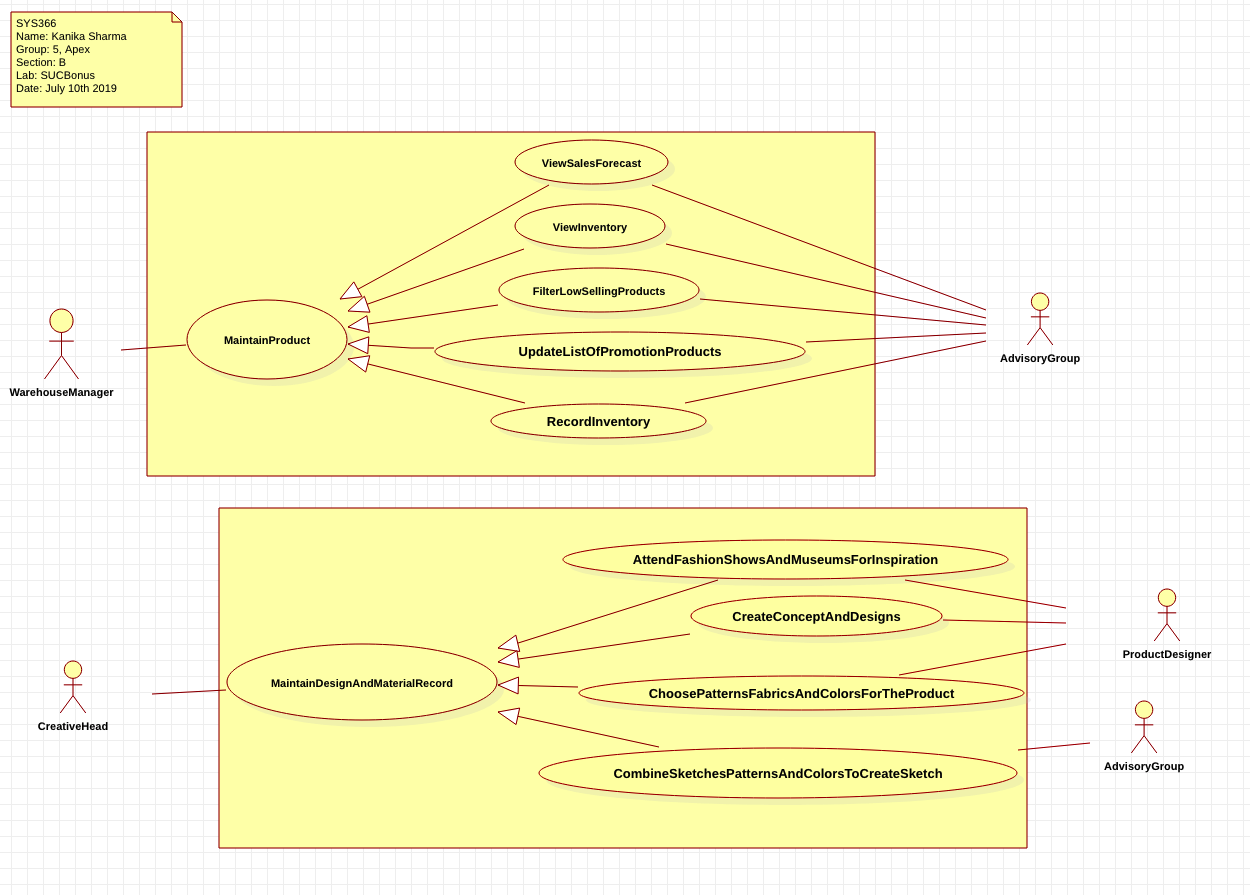 SYS366
Name: Kanika Sharma
Group: 5, Apex
Section: B
Lab: SUCBonus
Date: July 10th 2019
ViewSalesForecast
ViewInventory
FilterLowSellingProducts
MaintainProduct
UpdateListOfPromotionProducts
AdvisoryGroup
WarehouseManager
RecordInventory
AttendFashionShowsAndMuseumsForInspiration
CreateConceptAndDesigns
ProductDesigner
MaintainDesignAndMaterialRecord
ChoosePatternsFabricsAndColorsForTheProduct
CreativeHead
AdvisoryGroup
CombineSketchesPatternsAndColorsToCreateSketch